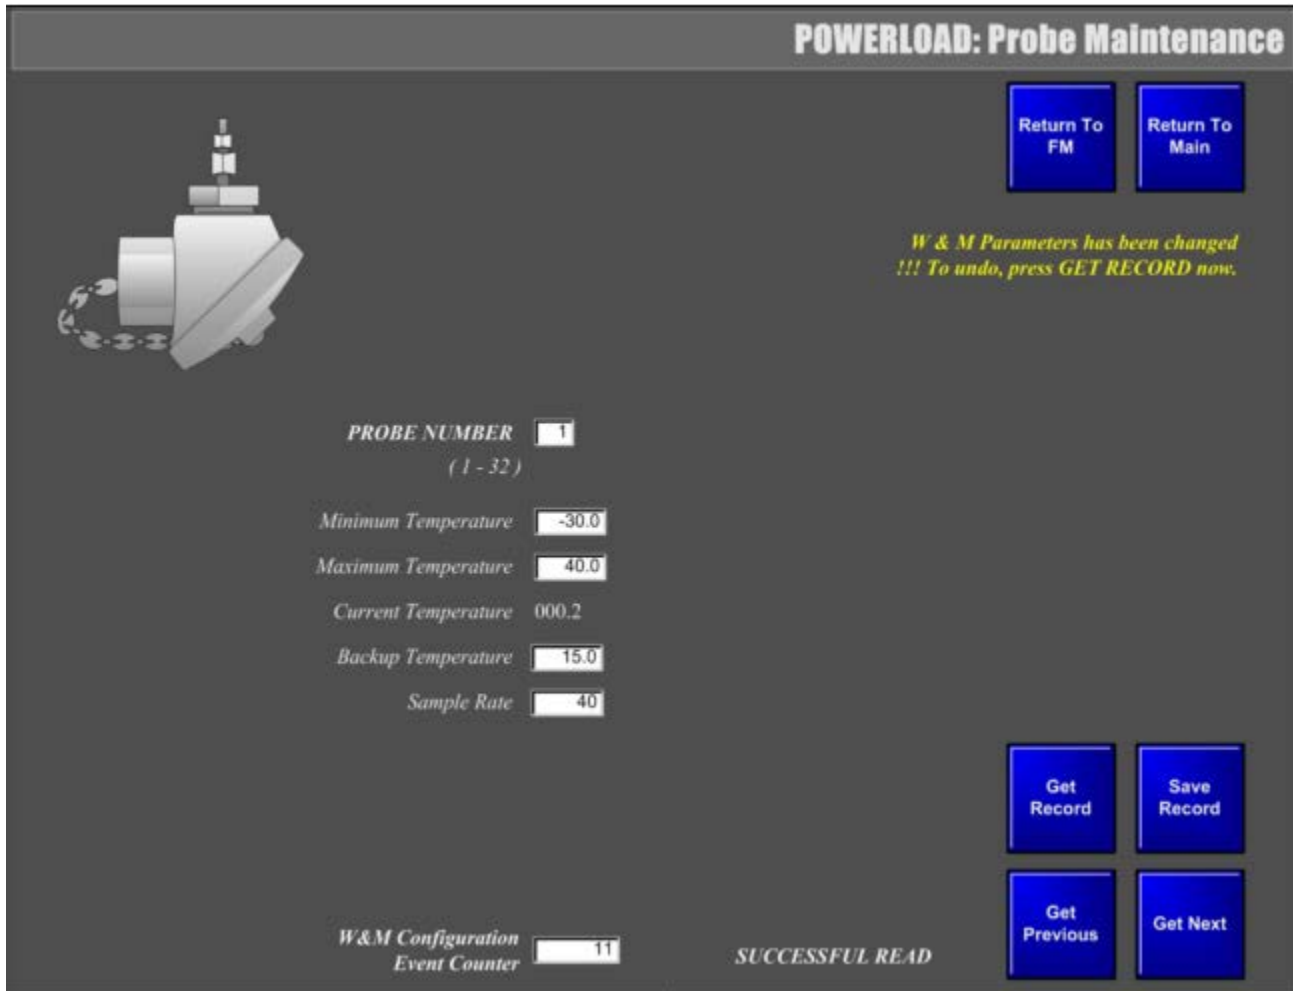 POWERLOAD: Probe Maintenance
Return To
FM
Return To
Main
W & M Parameters has been changed
!!! To undo, press GET RECORD now.
PROBE NUMBER 1
( 1 - 32 )
Minimum Temperature -30.0
Maximum Temperature 40.0
Current Temperature 000.2
Backup Temperature 15.0
Sample Rate 40
Get
Record
Save
Record
Get
Previous
Get Next
W&M Configuration
Event Counter 11
SUCCESSFUL READ